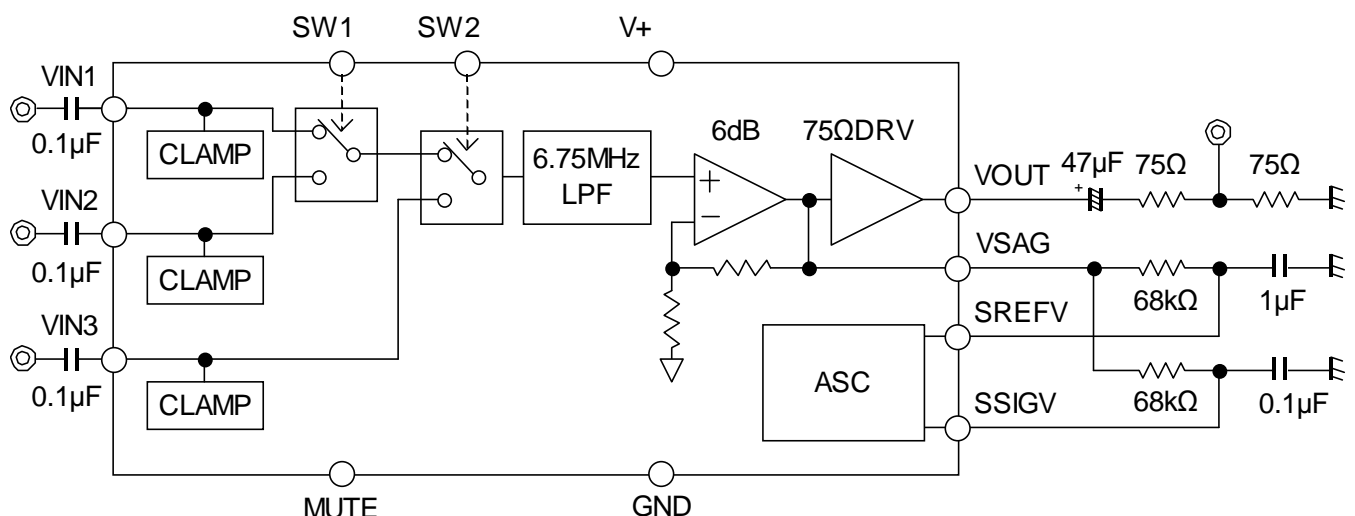 SW1
SW2
V+
VIN1
0.1µF
CLAMP
6dB
75ΩDRV
6.75MHz
LPF
+
−
VOUT
47µF
+
75Ω
75Ω
VIN2
0.1µF
CLAMP
VSAG
68kΩ
1µF
SREFV
VIN3
0.1µF
CLAMP
ASC
SSIGV
68kΩ
0.1µF
MUTE
GND